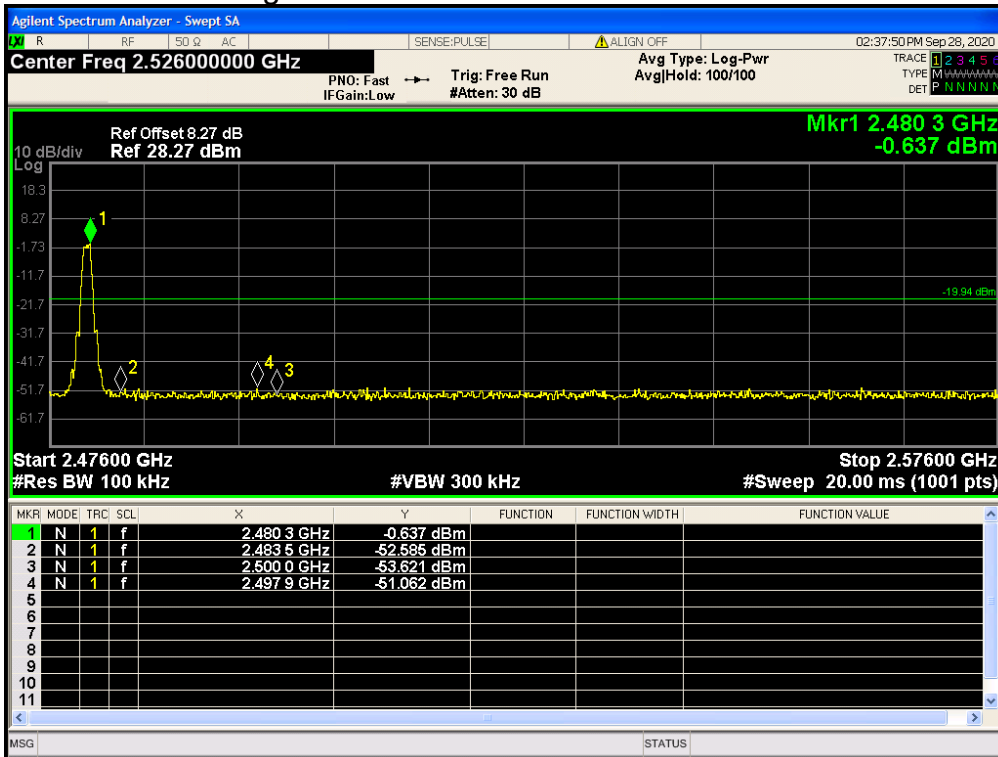 Agilent Spectrum Analyzer - Swept SA
LXI R RF 50 Ω AC SENSE:PULSE ALIGN OFF 02:37:50 PM Sep 28, 2020
Center Freq 2.526000000 GHz
PNO: Fast Trig: Free Run Avg Type: Log-Pwr TRACE 1 2 3 4 5 6
IFGain:Low #Atten: 30 dB Avg|Hold: 100/100 TYPE M
DET P N N N N N
Mkr1 2.480 3 GHz
-0.637 dBm
Ref Offset 8.27 dB
10 dB/div Ref 28.27 dBm
Log
18.3
8.27
-1.73
-11.7
-21.7
-31.7
-41.7
-51.7
-61.7
1
2
4
3
-19.94 dBm
Start 2.47600 GHz Stop 2.57600 GHz
#Res BW 100 kHz #VBW 300 kHz #Sweep 20.00 ms (1001 pts)
MKR MODE TRC SCL X Y FUNCTION FUNCTION WIDTH FUNCTION VALUE
1 N 1 f 2.480 3 GHz -0.637 dBm
2 N 1 f 2.483 5 GHz -52.585 dBm
3 N 1 f 2.500 0 GHz -53.621 dBm
4 N 1 f 2.497 9 GHz -51.062 dBm
5
6
7
8
9
10
11
MSG STATUS